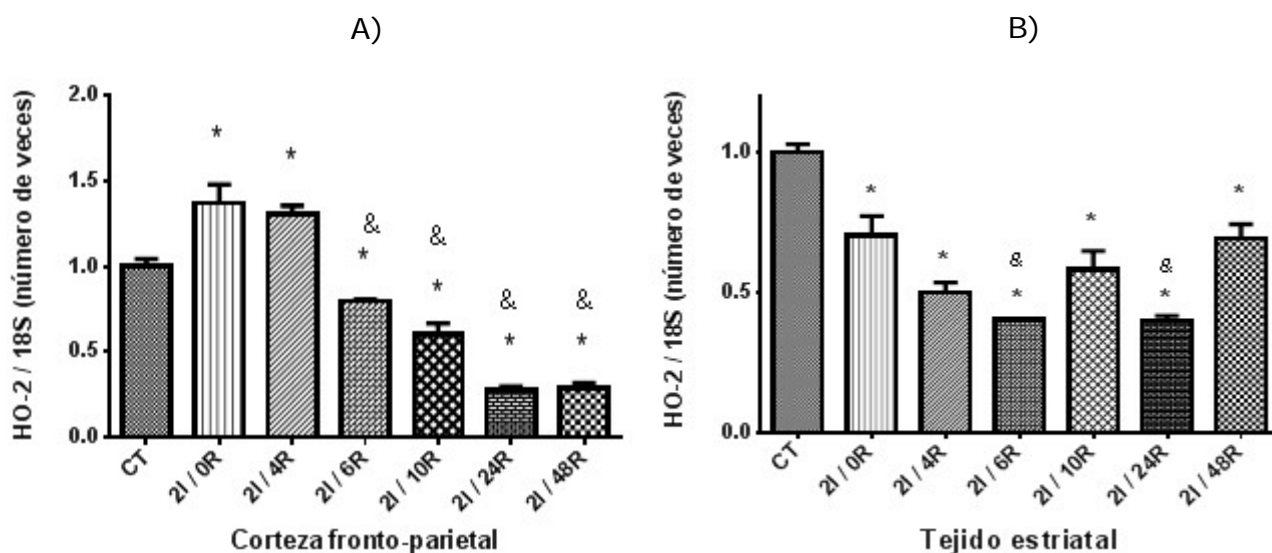 A)
B)
HO-2 / 18S (número de veces)
2.0
1.5
1.0
0.5
0.0
*
*
&
*
&
*
&
*
&
*
CT
2I / 0R
2I / 4R
2I / 6R
2I / 10R
2I / 24R
2I / 48R
Corteza fronto-parietal
HO-2 / 18S (número de veces)
1.0
0.5
0.0
*
*
&
*
*
&
*
*
CT
2I / 0R
2I / 4R
2I / 6R
2I / 10R
2I / 24R
2I / 48R
Tejido estriatal